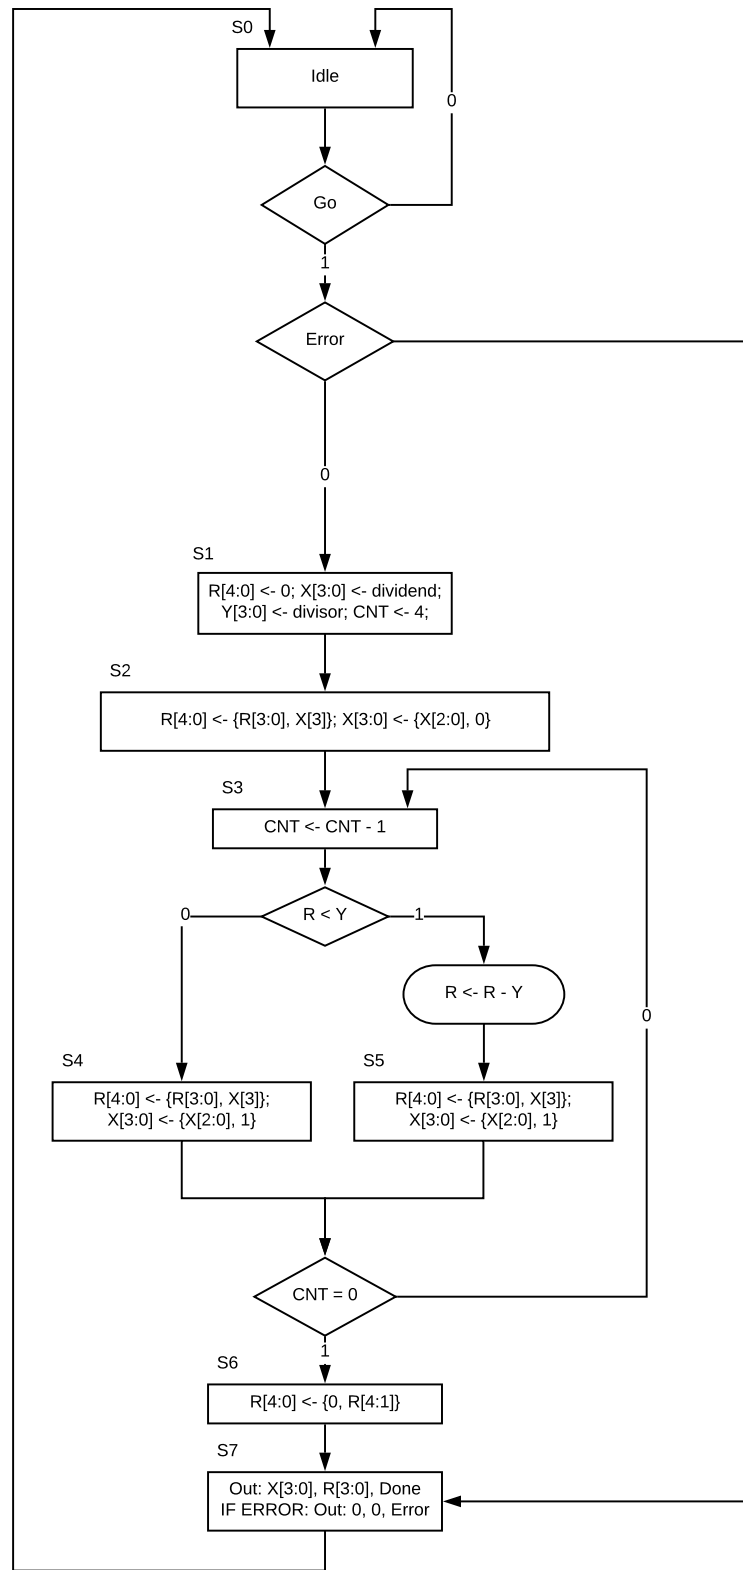 S0
Idle
0
Go
1
Error
0
S1
R[4:0] <- 0; X[3:0] <- dividend;
Y[3:0] <- divisor; CNT <- 4;
S2
R[4:0] <- {R[3:0], X[3]}; X[3:0] <- {X[2:0], 0}
S3
CNT <- CNT - 1
0
R < Y
1
R <- R - Y
0
S4
R[4:0] <- {R[3:0], X[3]};
X[3:0] <- {X[2:0], 1}
S5
R[4:0] <- {R[3:0], X[3]};
X[3:0] <- {X[2:0], 1}
CNT = 0
1
S6
R[4:0] <- {0, R[4:1]}
S7
Out: X[3:0], R[3:0], Done
IF ERROR: Out: 0, 0, Error